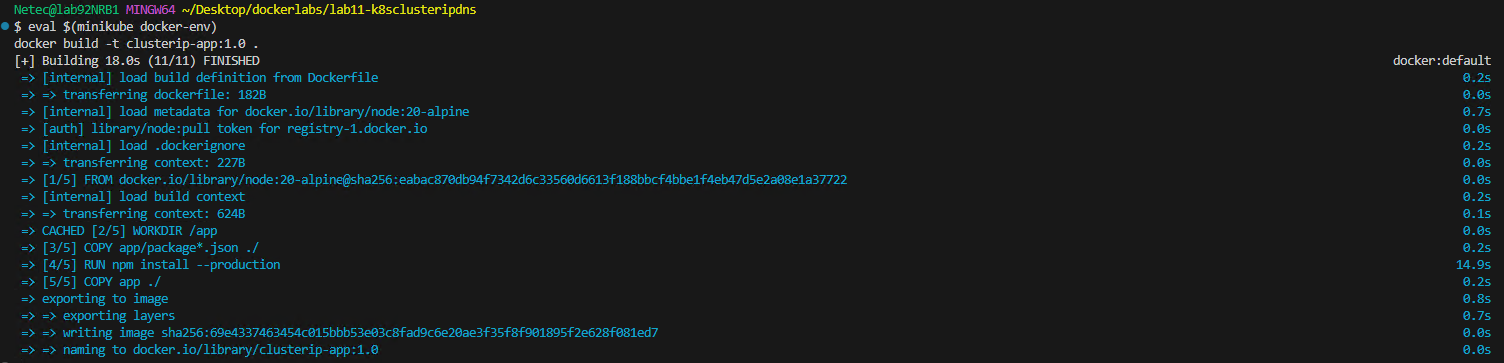 Netec@lab92NRB1 MINGW64 ~/Desktop/dockerlabs/lab11-k8sclusteripdns
$ eval $(minikube docker-env)
docker build -t clusterip-app:1.0 .
[+] Building 18.0s (11/11) FINISHED docker:default
=> [internal] load build definition from Dockerfile 0.2s
=> => transferring dockerfile: 182B 0.0s
=> [internal] load metadata for docker.io/library/node:20-alpine 0.7s
=> [auth] library/node:pull token for registry-1.docker.io 0.0s
=> [internal] load .dockerignore 0.2s
=> => transferring context: 227B 0.0s
=> [1/5] FROM docker.io/library/node:20-alpine@sha256:eabac870db94f7342d6c33560d6613f188bbcf4bbe1f4eb47d5e2a08e1a37722 0.0s
=> [internal] load build context 0.2s
=> => transferring context: 624B 0.1s
=> CACHED [2/5] WORKDIR /app 0.0s
=> [3/5] COPY app/package*.json ./ 0.2s
=> [4/5] RUN npm install --production 14.9s
=> [5/5] COPY app ./ 0.2s
=> exporting to image 0.8s
=> => exporting layers 0.7s
=> => writing image sha256:69e4337463454c015bbb53e03c8fad9c6e20ae3f35f8f901895f2e628f081ed7 0.0s
=> => naming to docker.io/library/clusterip-app:1.0 0.0s